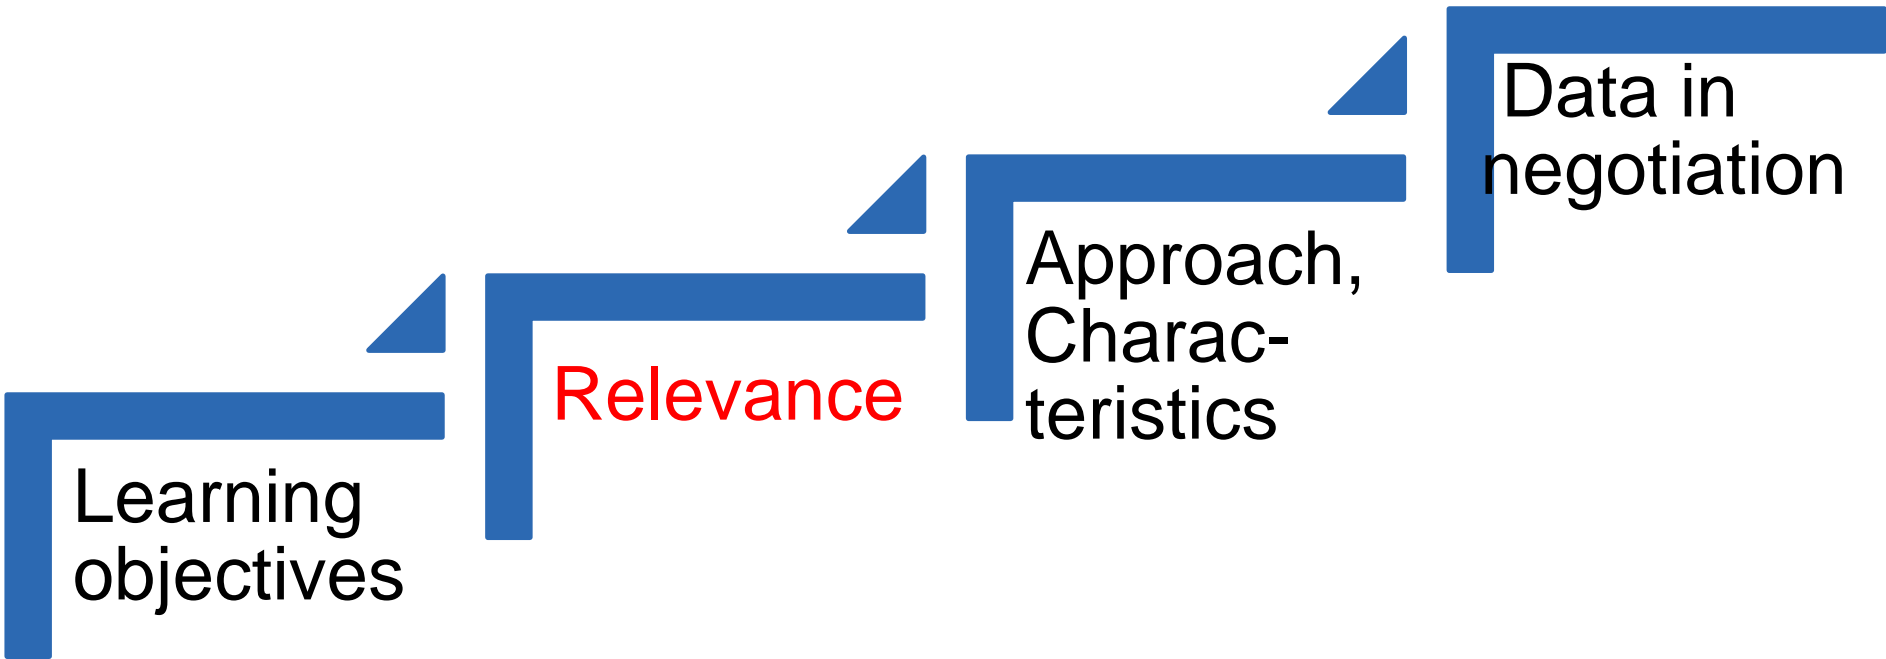 Learning
objectives
Relevance
Approach,
Charac-
teristics
Data in
negotiation